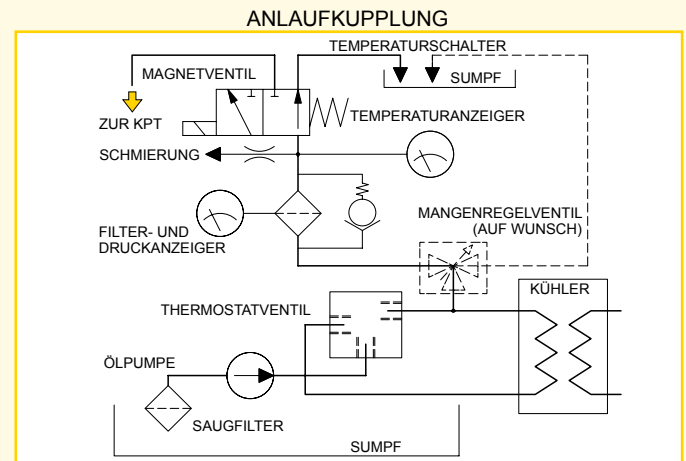 ANLAUFKUPPLUNG
TEMPERATURSCHALTER
MAGNETVENTIL
SUMPF
ZUR KPT
TEMPERATURANZEIGER
SCHMIERUNG
FILTER- UND
DRUCKANZEIGER
MANGENREGELVENTIL
(AUF WUNSCH)
KÜHLER
THERMOSTATVENTIL
ÖLPUMPE
SAUGFILTER
SUMPF